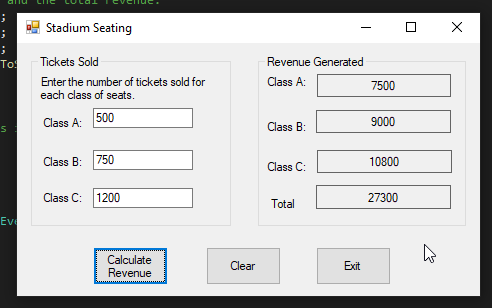 and the total revenue.
;
;
;
ToS
s
Eve
Stadium Seating
Tickets Sold
Enter the number of tickets sold for
each class of seats.
Class A:
500
Class B:
750
Class C:
1200
Revenue Generated
Class A:
7500
Class B:
9000
Class C:
10800
Total
27300
Calculate
Revenue
Clear
Exit